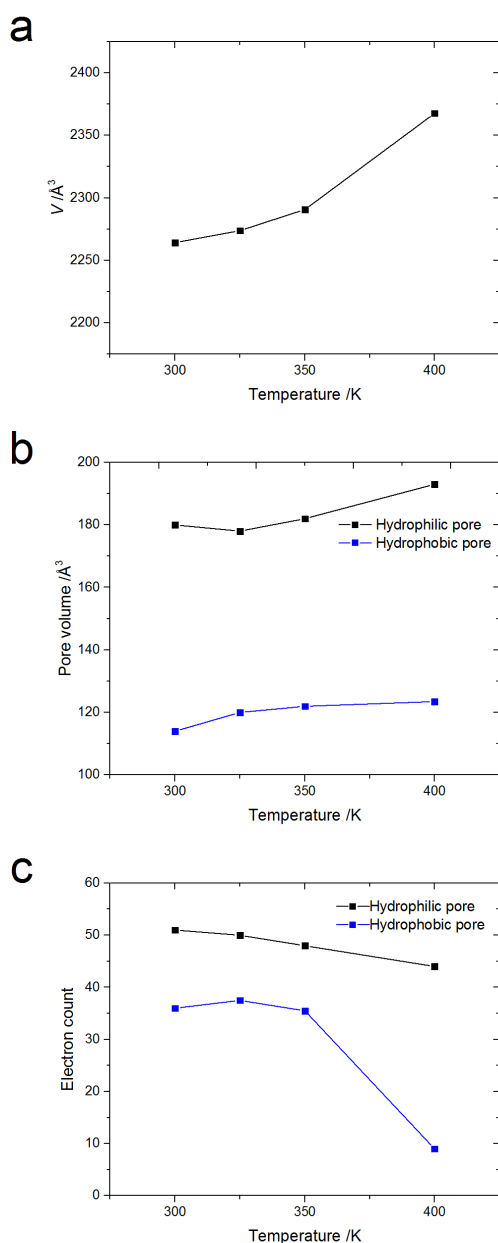 a
2400
2350
2300
2250
2200
V /Å³
300
350
400
Temperature /K
b
200
180
160
140
120
100
Pore volume /Å³
Hydrophilic pore
Hydrophobic pore
300
350
400
Temperature /K
c
60
50
40
30
20
10
0
Electron count
Hydrophilic pore
Hydrophobic pore
300
350
400
Temperature /K